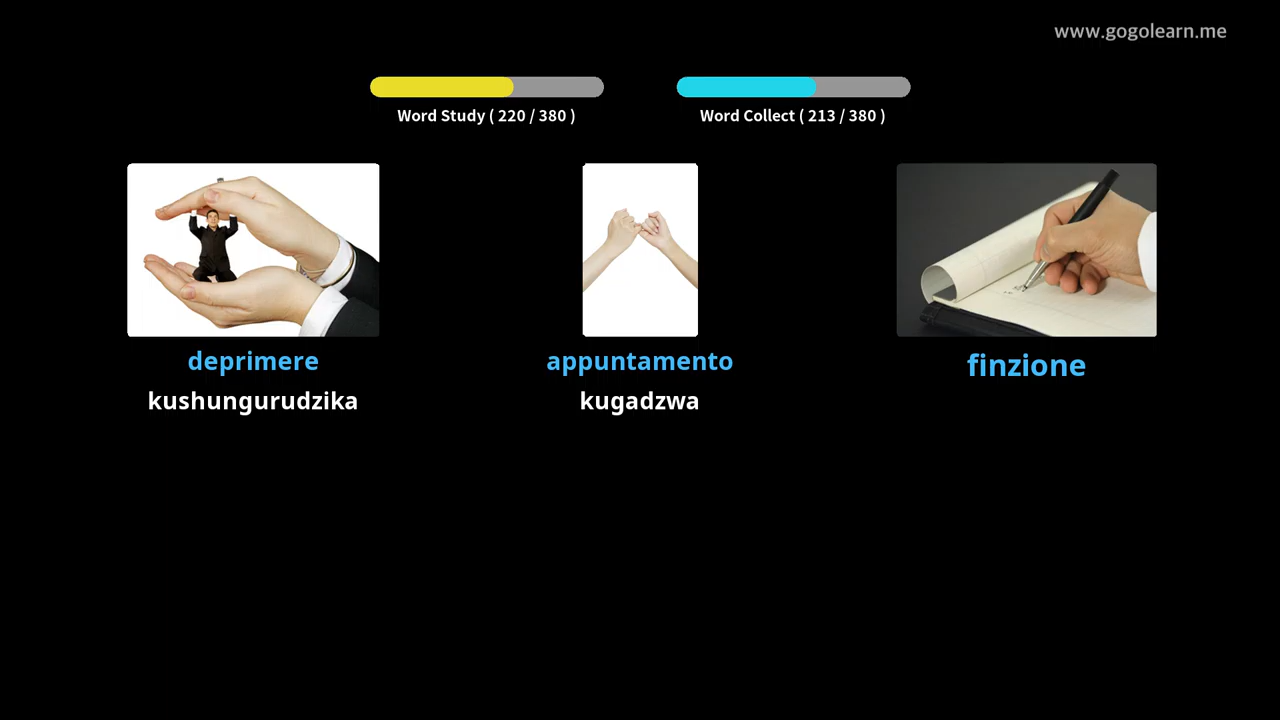 www.gogolearn.me
Word Study ( 220 / 380 )
Word Collect ( 213 / 380 )
deprimere
appuntamento
finzione
kushungurudzika
kugadzwa